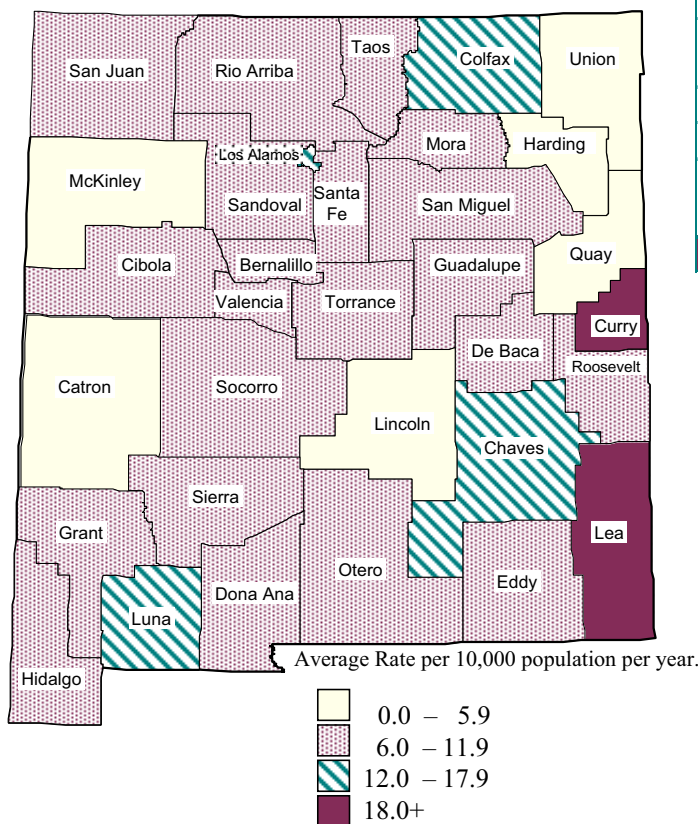 Taos
San Juan
Rio Arriba
Colfax
Union
Mora
Harding
Los Alamos
McKinley
Santa
Fe
Sandoval
San Miguel
Quay
Cibola
Bernalillo
Guadalupe
Valencia
Torrance
Curry
De Baca
Roosevelt
Catron
Socorro
Lincoln
Chaves
Sierra
Grant
Lea
Otero
Eddy
Dona Ana
Luna
Hidalgo
Average Rate per 10,000 population per year.
0.0 – 5.9
6.0 – 11.9
12.0 – 17.9
18.0+